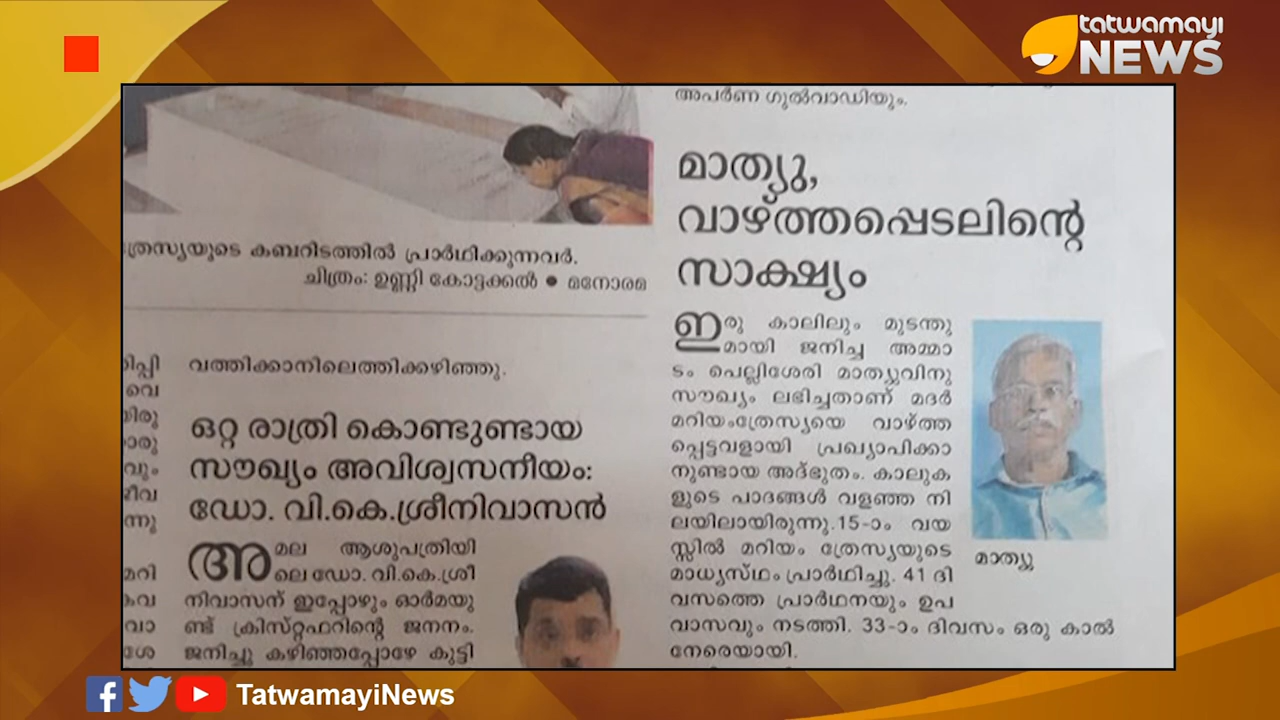 tatwamayi
NEWS
അപർണ ഗുൽവാഡിയും.
മാത്യു,
വാഴ്ത്തപ്പെടലിന്റെ
സാക്ഷ്യം
ഇരു കാലിലും മുടന്തു
മായി ജനിച്ച അമ്മാ
ടം പെല്ലിശേരി മാത്യുവിനു
സൗഖ്യം ലഭിച്ചതാണ് മദർ
മറിയംത്രേസ്യയെ വാഴ്ത്ത
പ്പെട്ടവളായി പ്രഖ്യാപിക്കാ
നുണ്ടായ അദ്ഭുതം. കാലുക
ളുടെ പാദങ്ങൾ വളഞ്ഞ നി
ലയിലായിരുന്നു.15-ാം വയ
സ്സിൽ മറിയം ത്രേസ്യയുടെ
മാധ്യസ്ഥം പ്രാർഥിച്ചു. 41 ദി
വസത്തെ പ്രാർഥനയും ഉപ
വാസവും നടത്തി. 33-ാം ദിവസം ഒരു കാൽ
നേരെയായി.
മാത്യു
ത്രേസ്യയുടെ കബറിടത്തിൽ പ്രാർഥിക്കുന്നവർ.
ചിത്രം: ഉണ്ണി കോട്ടക്കൽ ● മനോരമ
വത്തിക്കാനിലെത്തിക്കഴിഞ്ഞു.
ഒറ്റ രാത്രി കൊണ്ടുണ്ടായ
സൗഖ്യം അവിശ്വസനീയം:
ഡോ. വി.കെ.ശ്രീനിവാസൻ
അമല ആശുപത്രിയി
ലെ ഡോ. വി.കെ.ശ്രീ
നിവാസന് ഇപ്പോഴും ഓർമയു
ണ്ട് ക്രിസ്റ്റഫറിന്റെ ജനനം.
ജനിച്ചു കഴിഞ്ഞപ്പോഴേ കുട്ടി
TatwamayiNews